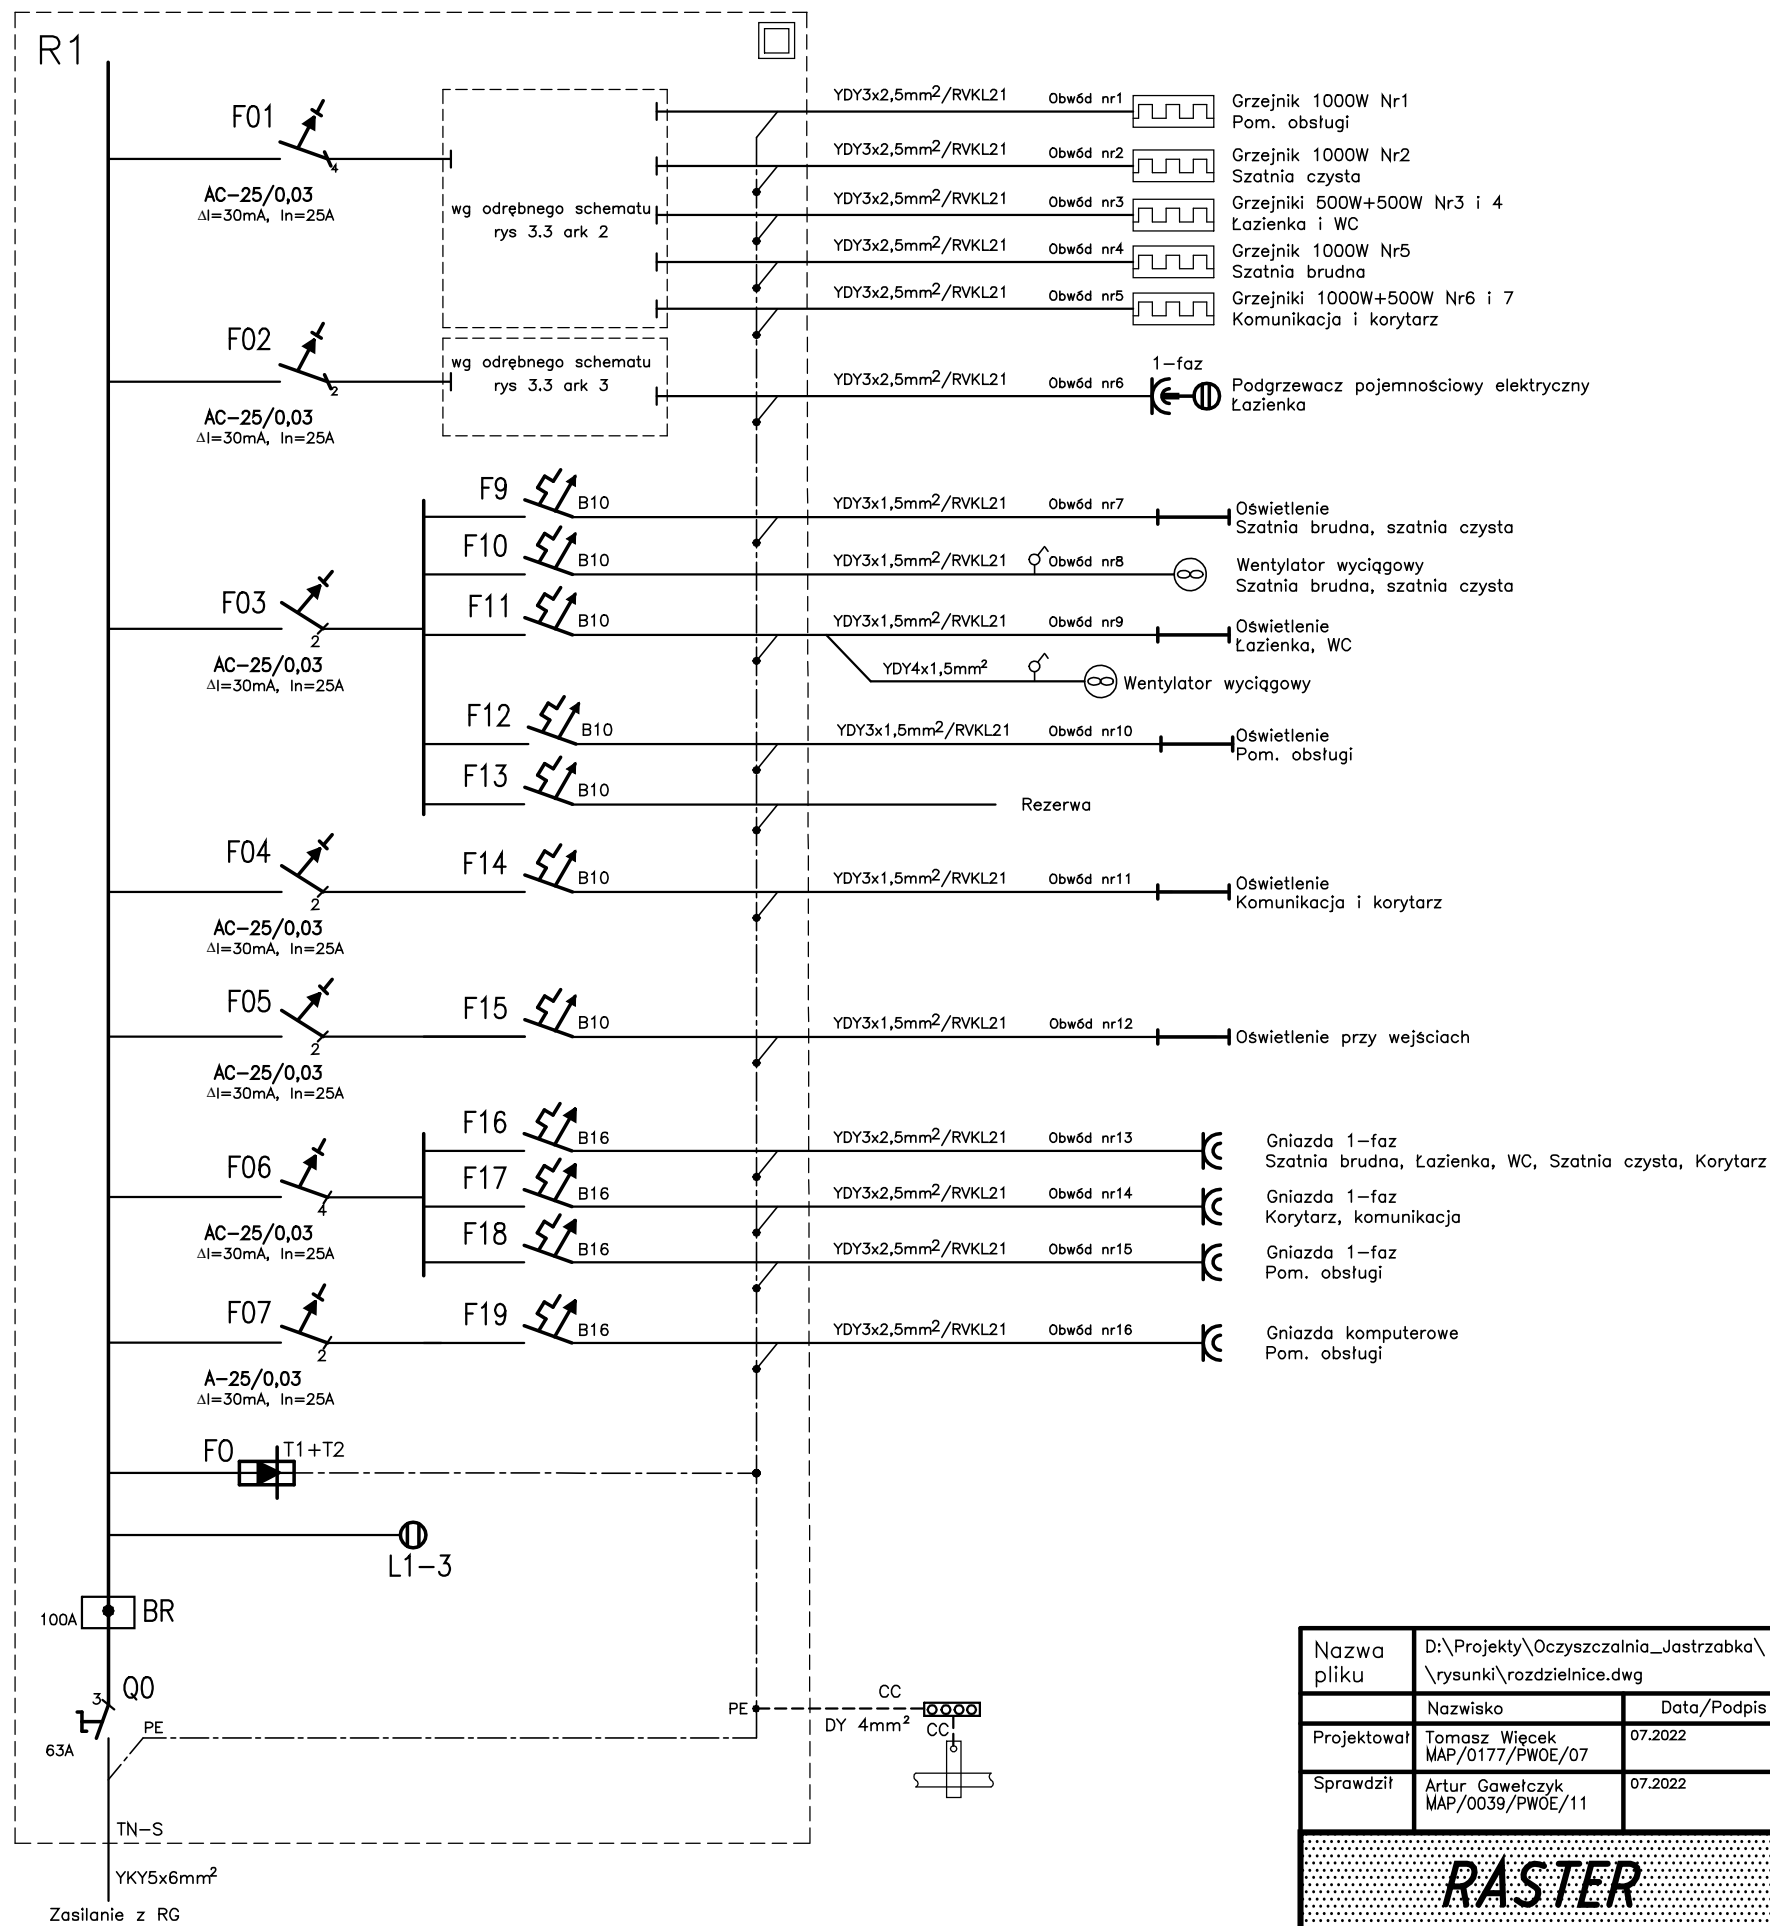 R1
F01
4
AC-25/0,03
ΔI=30mA, In=25A
wg odrębnego schematu
rys 3.3 ark 2
YDY3x2,5mm²/RVKL21 Obwód nr1
Grzejnik 1000W Nr1
Pom. obsługi
YDY3x2,5mm²/RVKL21 Obwód nr2
Grzejnik 1000W Nr2
Szatnia czysta
YDY3x2,5mm²/RVKL21 Obwód nr3
Grzejniki 500W+500W Nr3 i 4
Łazienka i WC
YDY3x2,5mm²/RVKL21 Obwód nr4
Grzejnik 1000W Nr5
Szatnia brudna
YDY3x2,5mm²/RVKL21 Obwód nr5
Grzejniki 1000W+500W Nr6 i 7
Komunikacja i korytarz
F02
2
AC-25/0,03
ΔI=30mA, In=25A
wg odrębnego schematu
rys 3.3 ark 3
YDY3x2,5mm²/RVKL21 Obwód nr6
1-faz
Podgrzewacz pojemnościowy elektryczny
Łazienka
F03
2
AC-25/0,03
ΔI=30mA, In=25A
F9 B10
YDY3x1,5mm²/RVKL21 Obwód nr7
Oświetlenie
Szatnia brudna, szatnia czysta
F10 B10
YDY3x1,5mm²/RVKL21 Obwód nr8
Wentylator wyciągowy
Szatnia brudna, szatnia czysta
F11 B10
YDY3x1,5mm²/RVKL21 Obwód nr9
Oświetlenie
Łazienka, WC
YDY4x1,5mm²
Wentylator wyciągowy
F12 B10
YDY3x1,5mm²/RVKL21 Obwód nr10
Oświetlenie
Pom. obsługi
F13 B10
Rezerwa
F04
2
AC-25/0,03
ΔI=30mA, In=25A
F14 B10
YDY3x1,5mm²/RVKL21 Obwód nr11
Oświetlenie
Komunikacja i korytarz
F05
2
AC-25/0,03
ΔI=30mA, In=25A
F15 B10
YDY3x1,5mm²/RVKL21 Obwód nr12
Oświetlenie przy wejściach
F06
4
AC-25/0,03
ΔI=30mA, In=25A
F16 B16
YDY3x2,5mm²/RVKL21 Obwód nr13
Gniazda 1-faz
Szatnia brudna, Łazienka, WC, Szatnia czysta, Korytarz
F17 B16
YDY3x2,5mm²/RVKL21 Obwód nr14
Gniazda 1-faz
Korytarz, komunikacja
F18 B16
YDY3x2,5mm²/RVKL21 Obwód nr15
Gniazda 1-faz
Pom. obsługi
F07
2
A-25/0,03
ΔI=30mA, In=25A
F19 B16
YDY3x2,5mm²/RVKL21 Obwód nr16
Gniazda komputerowe
Pom. obsługi
F0 T1+T2
L1-3
100A BR
3 Q0
63A
PE
PE
CC
DY 4mm²
CC
TN-S
YKY5x6mm²
Zasilanie z RG
Nazwa pliku
D:\Projekty\Oczyszczalnia_Jastrzabka\
\rysunki\rozdzielnice.dwg
Nazwisko Data/Podpis
Projektował Tomasz Więcek 07.2022
MAP/0177/PWOE/07
Sprawdził Artur Gawełczyk 07.2022
MAP/0039/PWOE/11
RASTER